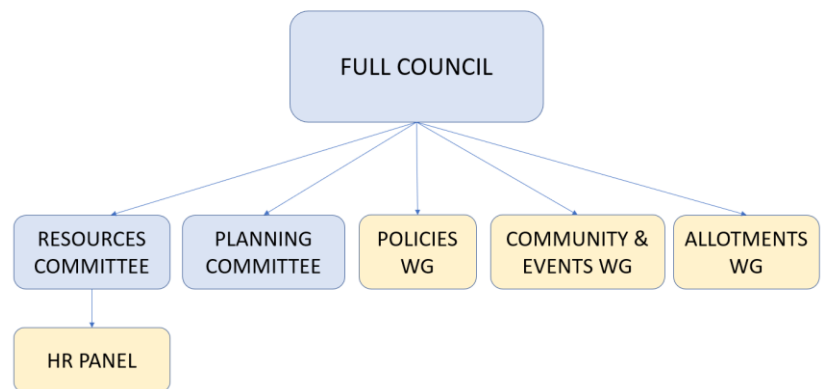 FULL COUNCIL
RESOURCES
COMMITTEE
PLANNING
COMMITTEE
POLICIES
WG
COMMUNITY &
EVENTS WG
ALLOTMENTS
WG
HR PANEL